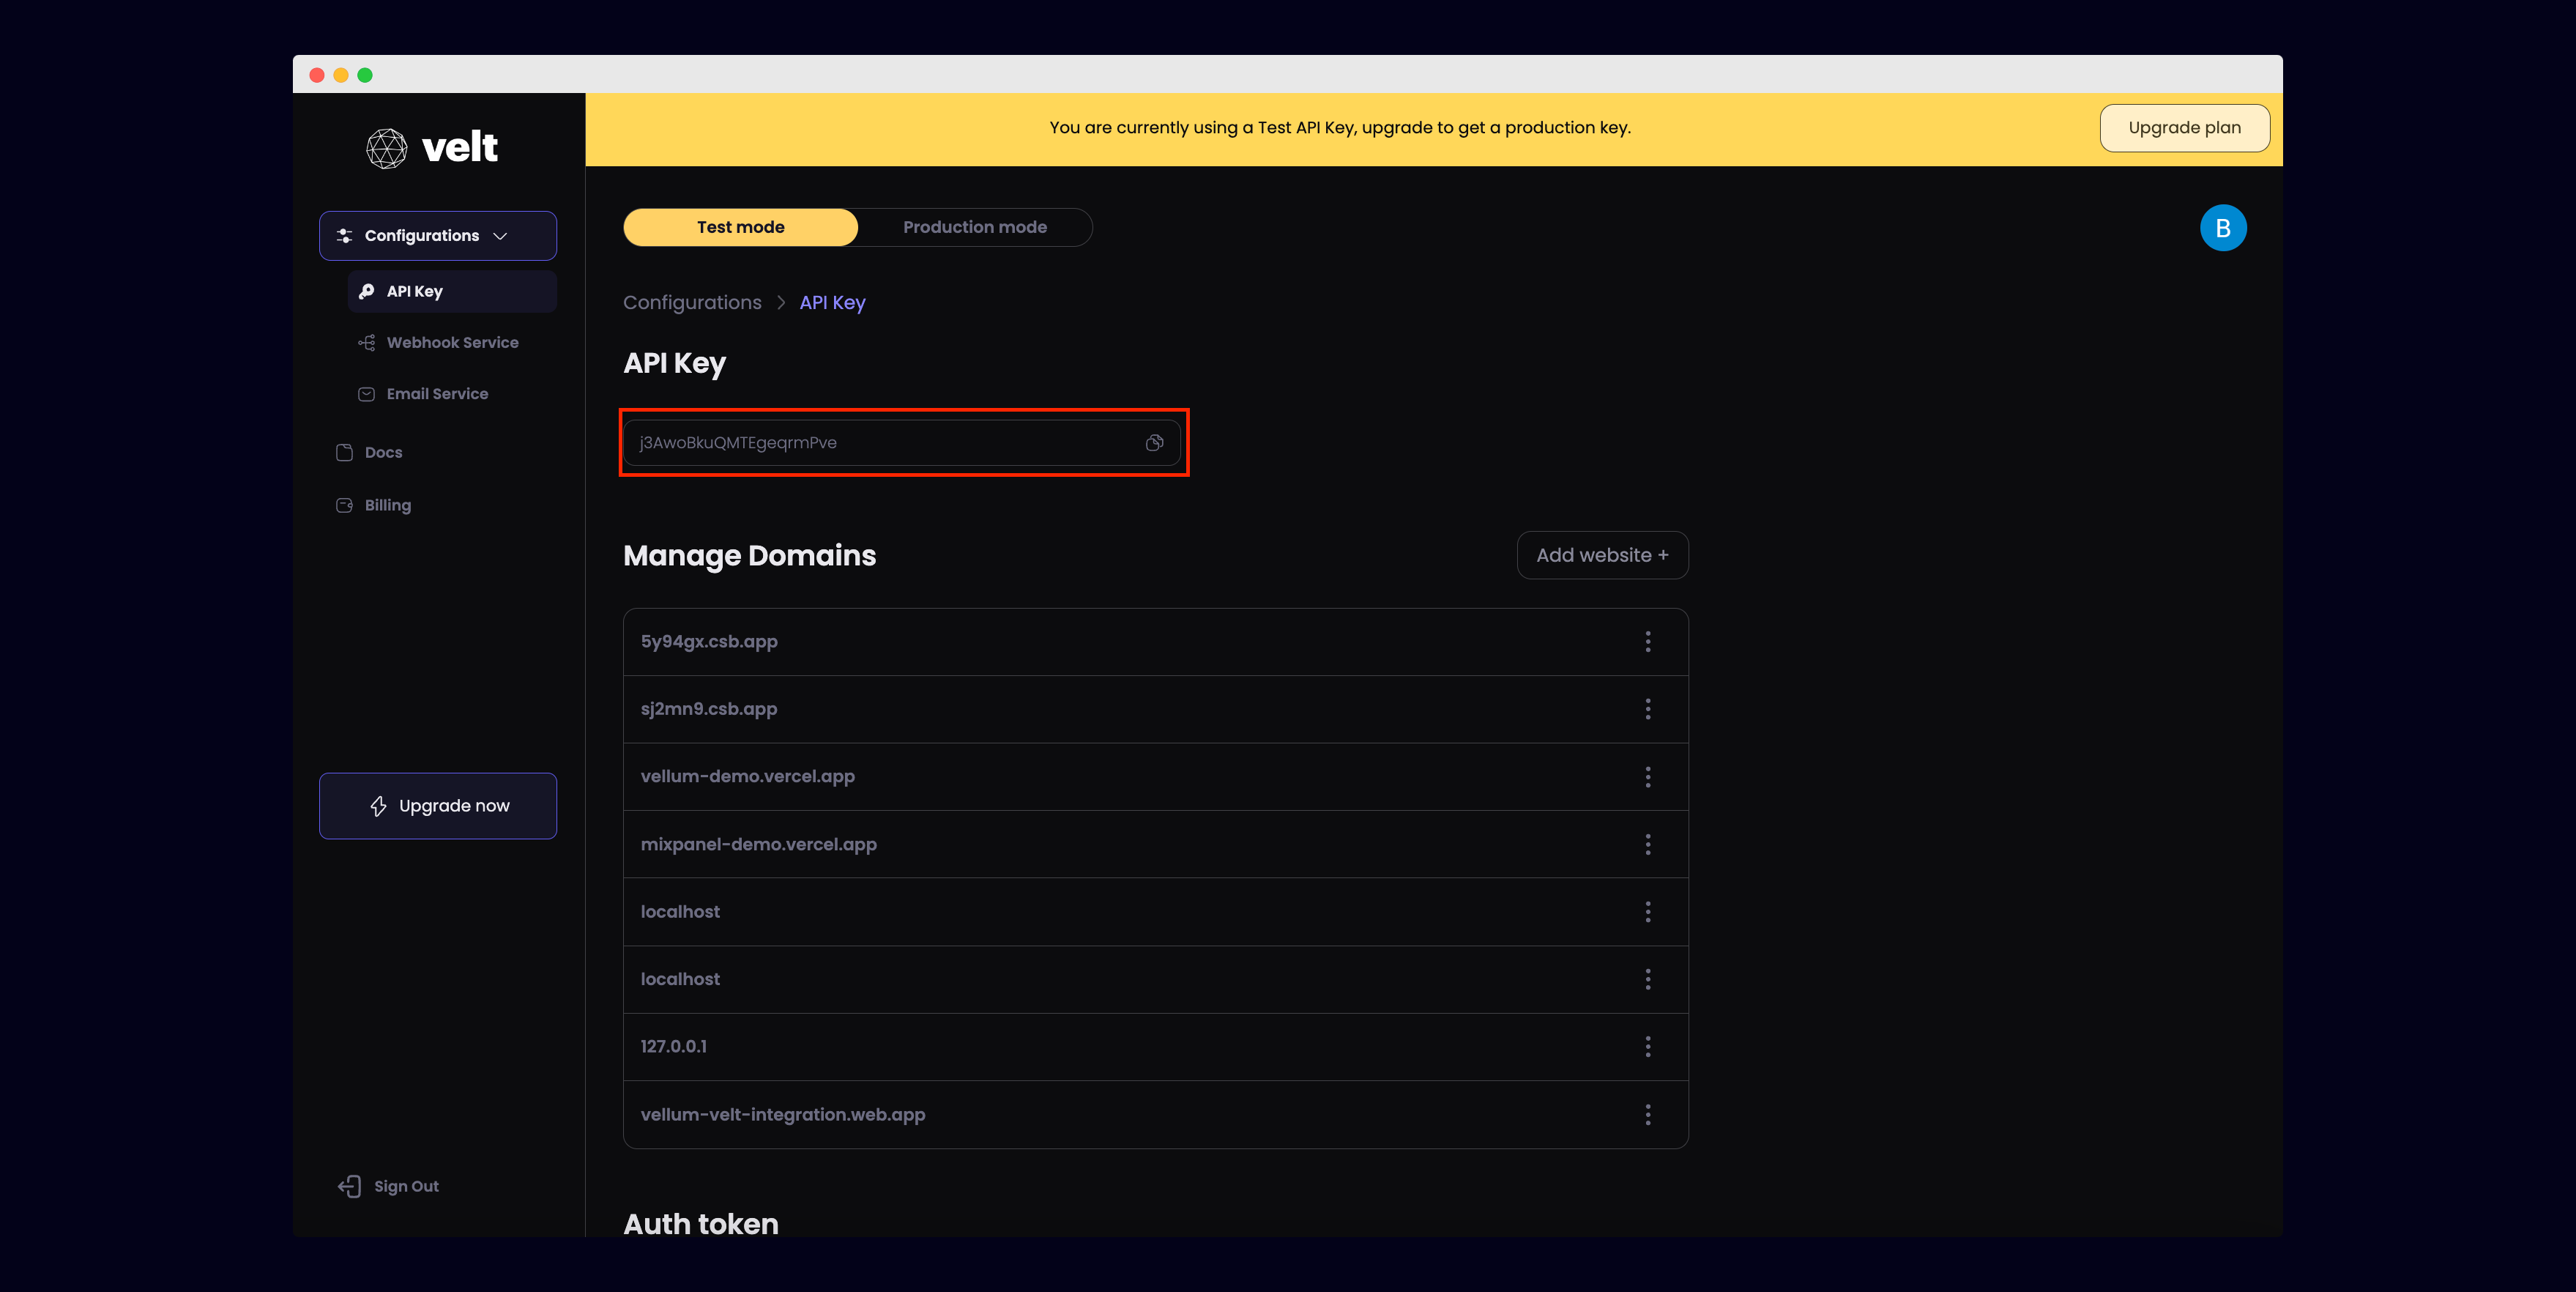 velt
You are currently using a Test API Key, upgrade to get a production key.
Upgrade plan
Configurations
API Key
Webhook Service
Email Service
Docs
Billing
Upgrade now
Sign Out
Test mode
Production mode
B
Configurations > API Key
API Key
j3AwoBkuQMTEgeqrmPve
Manage Domains
Add website +
5y94gx.csb.app
sj2mn9.csb.app
vellum-demo.vercel.app
mixpanel-demo.vercel.app
localhost
localhost
127.0.0.1
vellum-velt-integration.web.app
Auth token